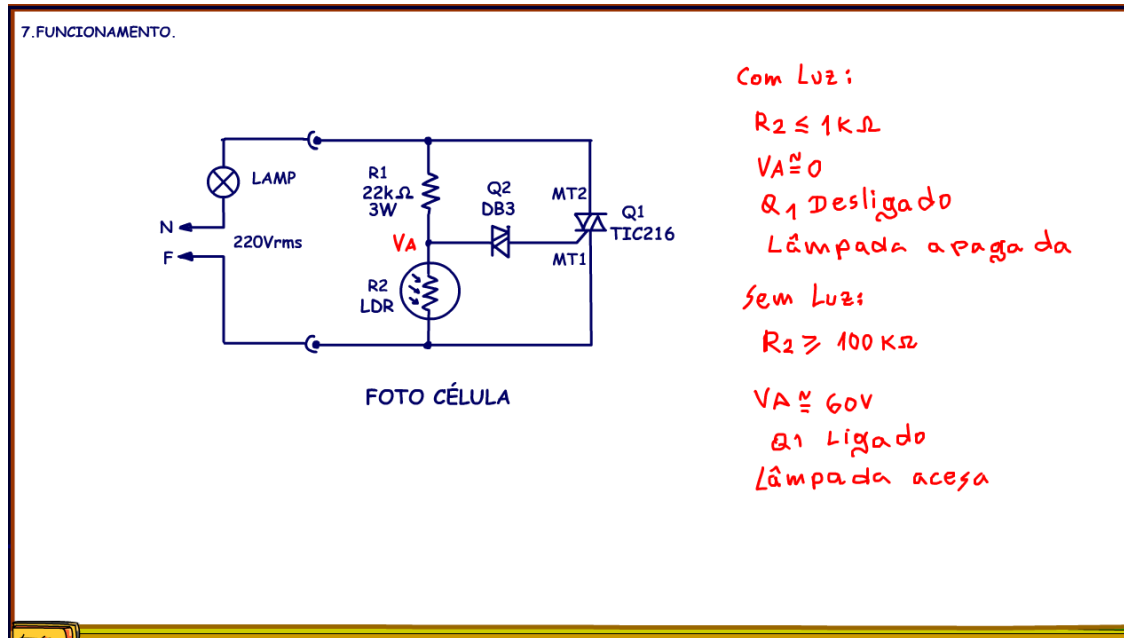 7.FUNCIONAMENTO.
LAMP
N
F
220Vrms
R1
22kΩ
3W
VA
R2
LDR
Q2
DB3
MT2
MT1
Q1
TIC216
FOTO CÉLULA
Com Luz:
R2 ≤ 1KΩ
VA ≅ 0
Q1 Desligado
Lâmpada apagada
Sem Luz:
R2 ≥ 100KΩ
VA ≅ 60V
Q1 Ligado
Lâmpada acesa